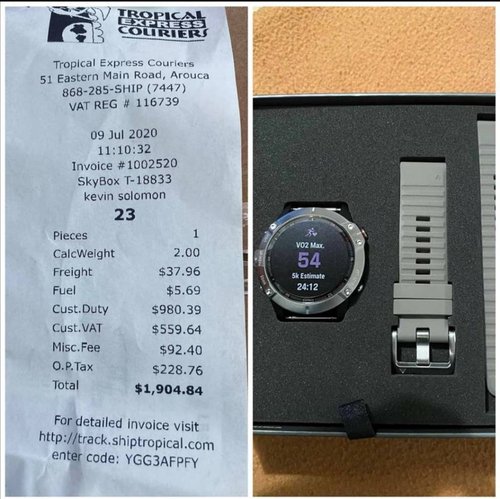 TROPICAL
EXPRESS
COURIERS
Tropical Express Couriers
51 Eastern Main Road, Arouca
868-285-SHIP (7447)
VAT REG # 116739
09 Jul 2020
11:10:32
Invoice #1002520
SkyBox T-18833
kevin solomon
23
Pieces 1
CalcWeight 2.00
Freight $37.96
Fuel $5.69
Cust.Duty $980.39
Cust.VAT $559.64
Misc.Fee $92.40
O.P.Tax $228.76
Total $1,904.84
For detailed invoice visit
http://track.shiptropical.com
enter code: YGG3AFPFY
VO2 Max.
54
5k Estimate
24:12